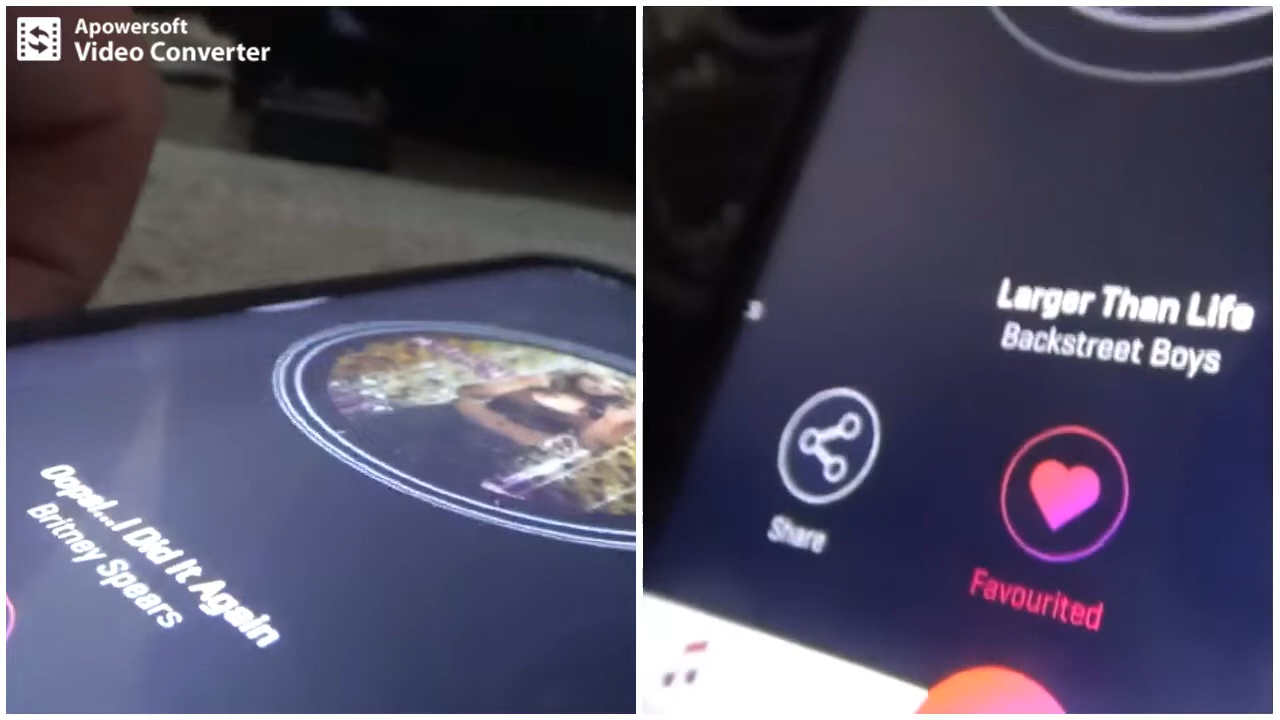 Apowersoft
Video Converter
Oops!...I Did It Again
Britney Spears
Larger Than Life
Backstreet Boys
Share
Favourited